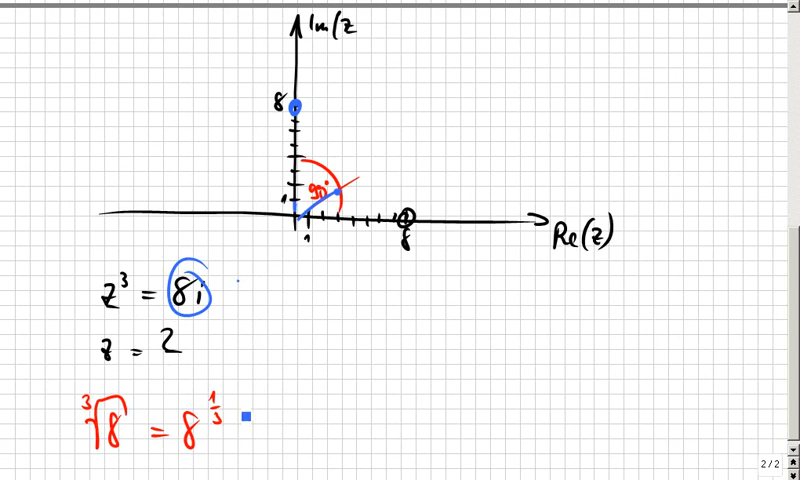 Im(z
8
90°
1
1
8
Re(z)
z³ = 8i
z = 2
∛8 = 8^(1/3)
2/2